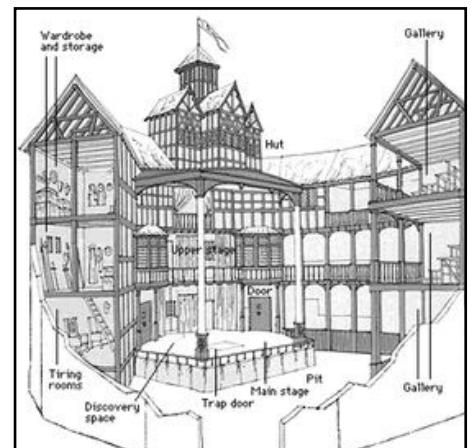 Wardrobe
and storage
Gallery
Hut
Upper stage
Door
Tiring
rooms
Discovery
space
Trap door
Main stage
Pit
Gallery